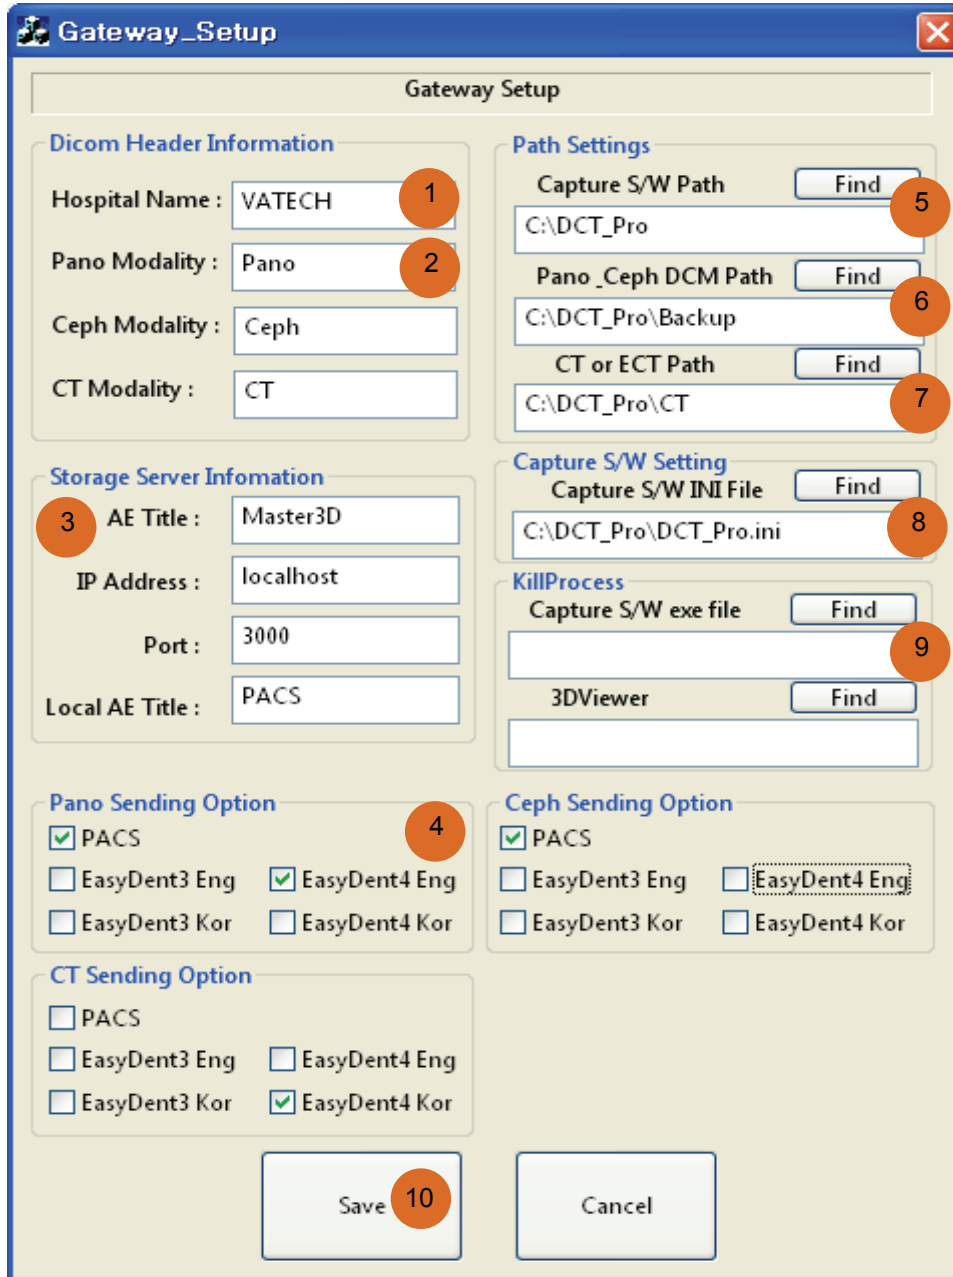 Gateway_Setup
Gateway Setup
Dicom Header Information
Hospital Name : VATECH 1
Pano Modality : Pano 2
Ceph Modality : Ceph
CT Modality : CT
Storage Server Infomation
3 AE Title : Master3D
IP Address : localhost
Port : 3000
Local AE Title : PACS
Path Settings
Capture S/W Path Find
C:\DCT_Pro 5
Pano _Ceph DCM Path Find
C:\DCT_Pro\Backup 6
CT or ECT Path Find
C:\DCT_Pro\CT 7
Capture S/W Setting
Capture S/W INI File Find
C:\DCT_Pro\DCT_Pro.ini 8
KillProcess
Capture S/W exe file Find
9
3DViewer Find
Pano Sending Option
PACS 4
EasyDent3 Eng EasyDent4 Eng
EasyDent3 Kor EasyDent4 Kor
Ceph Sending Option
PACS
EasyDent3 Eng EasyDent4 Eng
EasyDent3 Kor EasyDent4 Kor
CT Sending Option
PACS
EasyDent3 Eng EasyDent4 Eng
EasyDent3 Kor EasyDent4 Kor
Save 10 Cancel